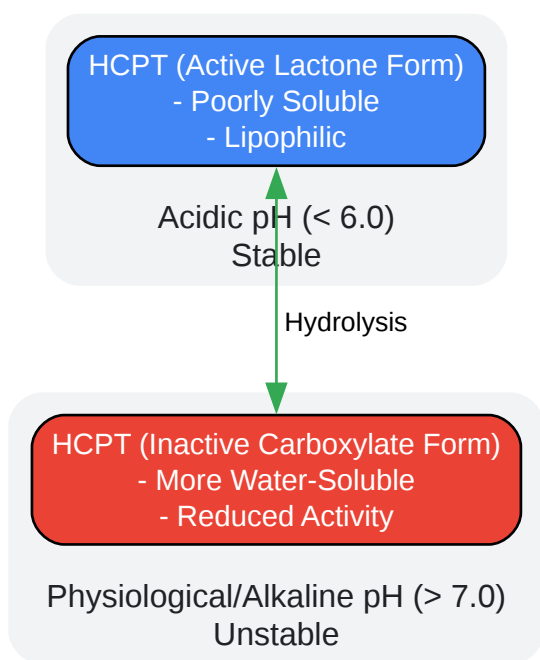 HCPT (Active Lactone Form)
- Poorly Soluble
- Lipophilic
Acidic pH (< 6.0)
Stable
Hydrolysis
HCPT (Inactive Carboxylate Form)
- More Water-Soluble
- Reduced Activity
Physiological/Alkaline pH (> 7.0)
Unstable